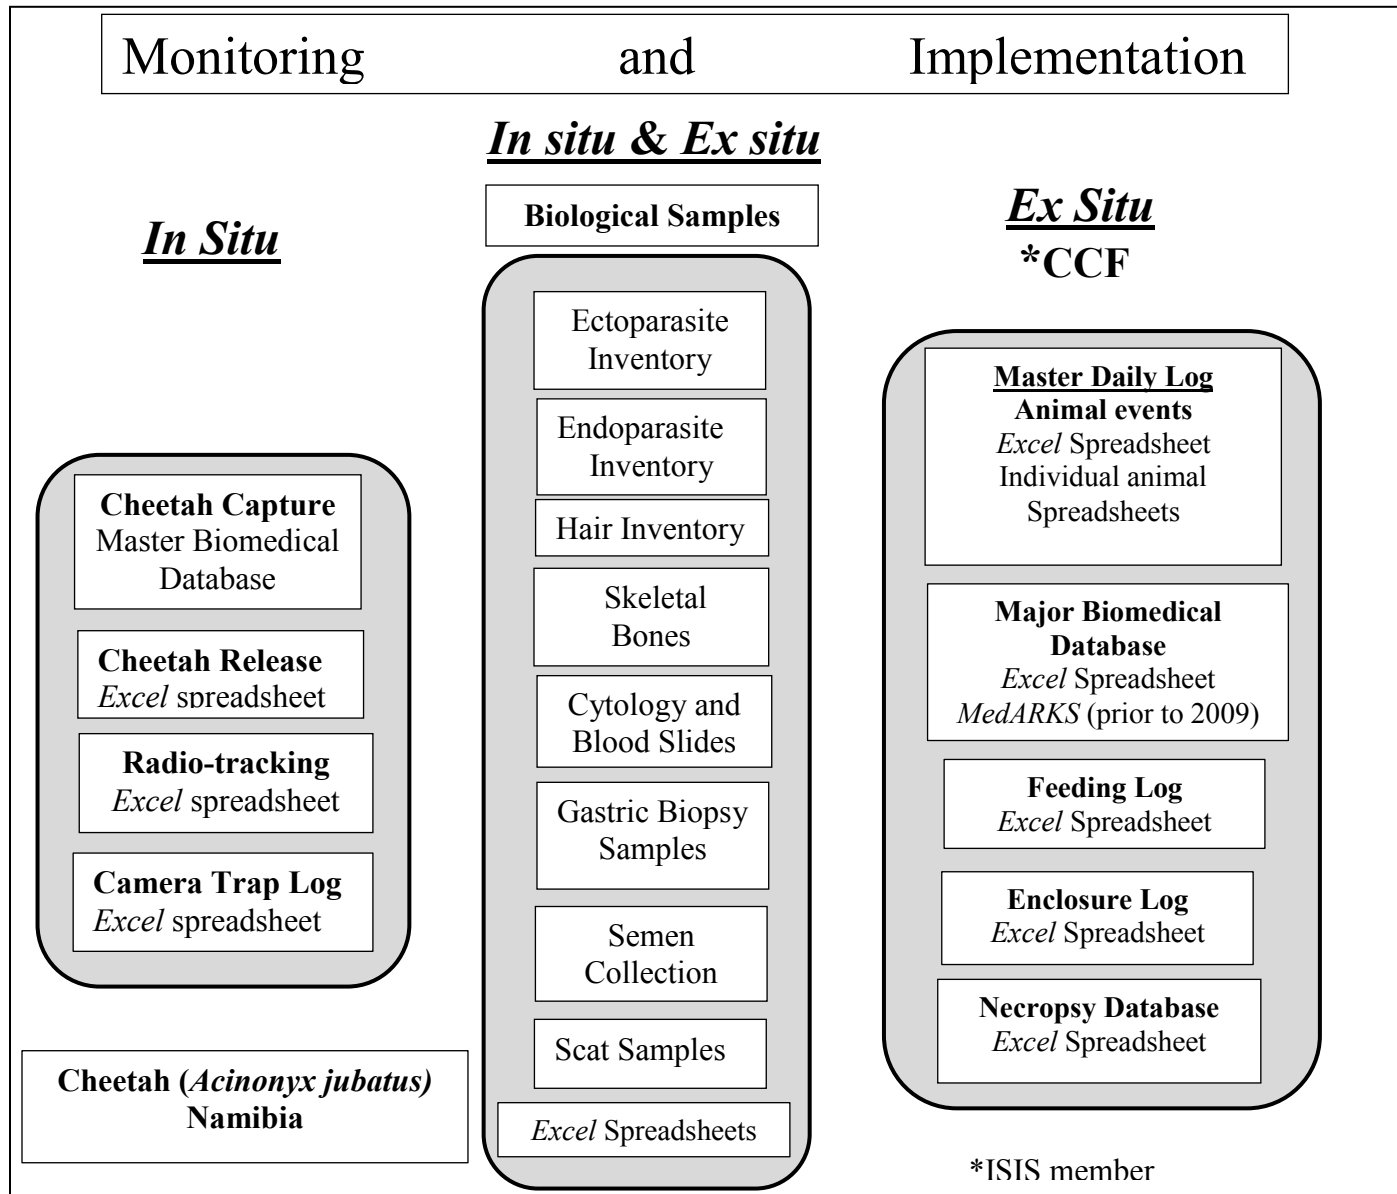 Monitoring and Implementation
In situ & Ex situ
In Situ
Cheetah Capture
Master Biomedical
Database
Cheetah Release
Excel spreadsheet
Radio-tracking
Excel spreadsheet
Camera Trap Log
Excel spreadsheet
Cheetah (Acinonyx jubatus)
Namibia
Biological Samples
Ectoparasite
Inventory
Endoparasite
Inventory
Hair Inventory
Skeletal
Bones
Cytology and
Blood Slides
Gastric Biopsy
Samples
Semen
Collection
Scat Samples
Excel Spreadsheets
Ex Situ
*CCF
Master Daily Log
Animal events
Excel Spreadsheet
Individual animal
Spreadsheets
Major Biomedical
Database
Excel Spreadsheet
MedARKS (prior to 2009)
Feeding Log
Excel Spreadsheet
Enclosure Log
Excel Spreadsheet
Necropsy Database
Excel Spreadsheet
*ISIS member